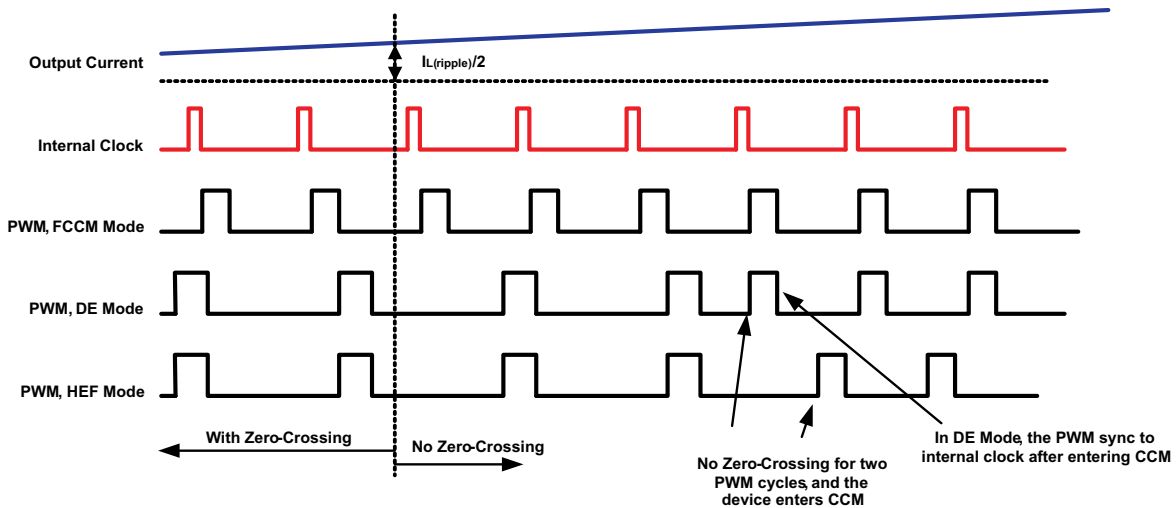 Output Current
I_L(ripple)/2
Internal Clock
PWM, FCCM Mode
PWM, DE Mode
PWM, HEF Mode
With Zero-Crossing
No Zero-Crossing
No Zero-Crossing for two
PWM cycles, and the
device enters CCM
In DE Mode, the PWM sync to
internal clock after entering CCM